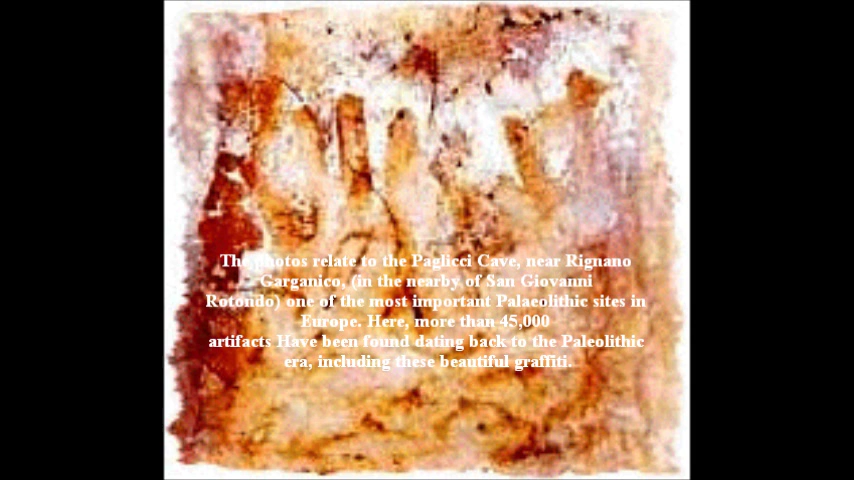 The photos relate to the Paglicci Cave, near Rignano
Garganico, (in the nearby of San Giovanni
Rotondo) one of the most important Palaeolithic sites in
Europe. Here, more than 45,000
artifacts Have been found dating back to the Paleolithic
era, including these beautiful graffiti.